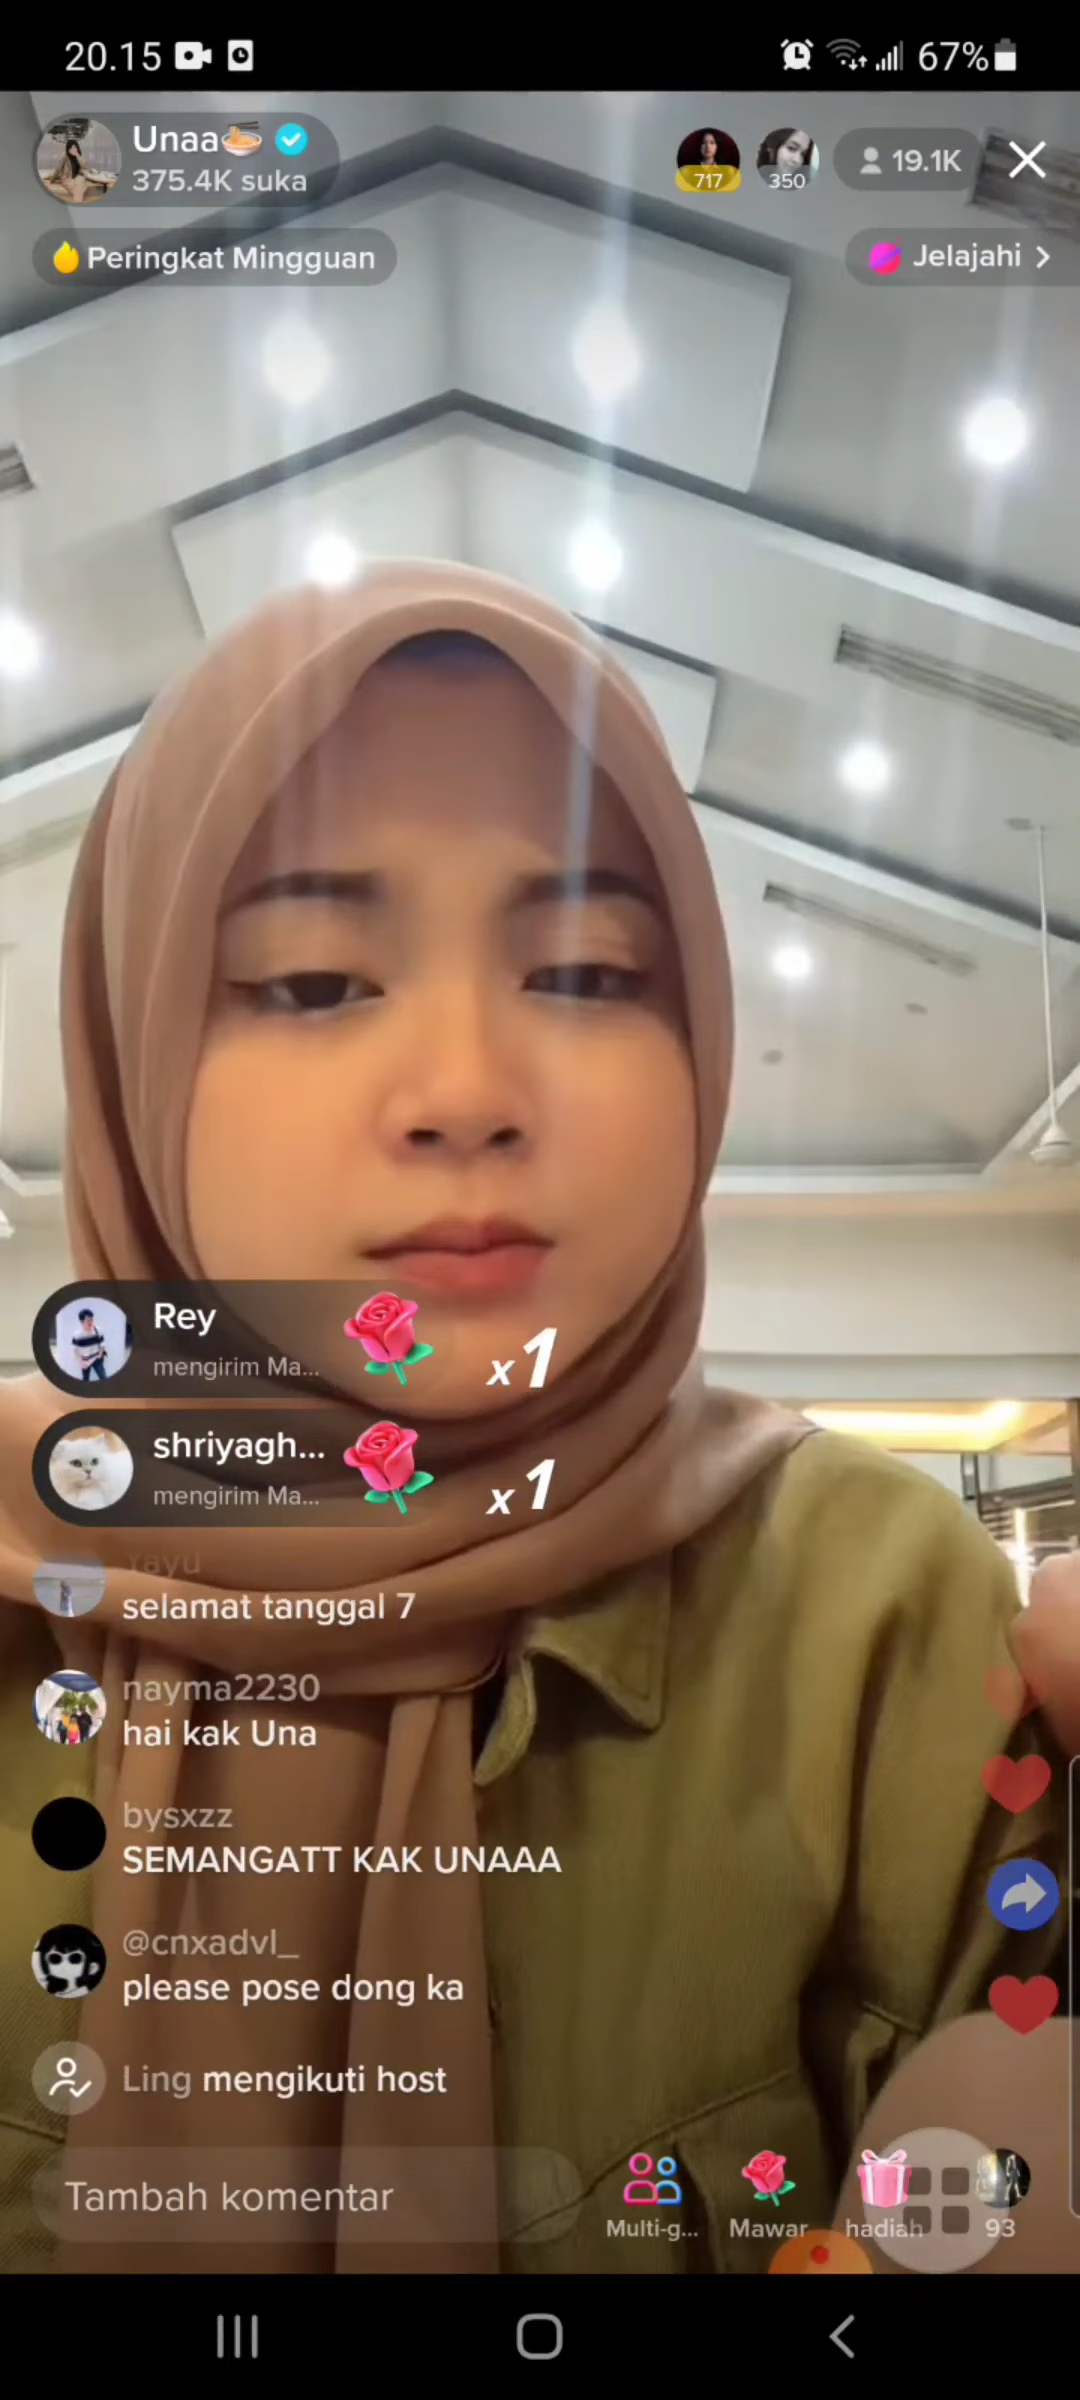 20.15
67%
Unaa🍜
375.4K suka
717
350
19.1K
Peringkat Mingguan
Jelajahi >
Rey
mengirim Ma...
x1
shriyagh...
mengirim Ma...
x1
xayu
selamat tanggal 7
nayma2230
hai kak Una
bysxzz
SEMANGATT KAK UNAAA
@cnxadvl_
please pose dong ka
Ling mengikuti host
Tambah komentar
Multi-g...
Mawar
hadiah
93